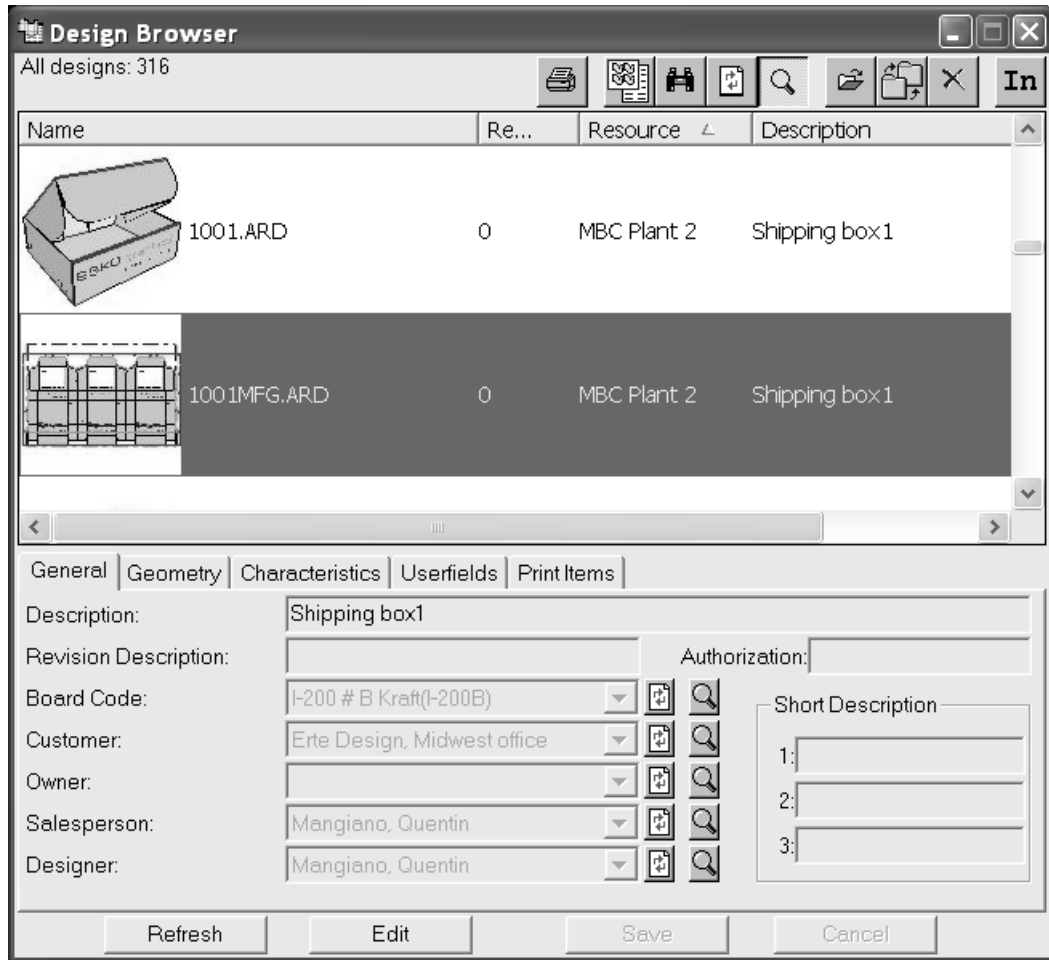 Design Browser
All designs: 316
In
Name Re... Resource Description
1001.ARD 0 MBC Plant 2 Shipping box1
ESKO
1001MFG.ARD 0 MBC Plant 2 Shipping box1
General Geometry Characteristics Userfields Print Items
Description: Shipping box1
Revision Description: Authorization:
Board Code: I-200 # B Kraft(I-200B)
Short Description
Customer: Erte Design, Midwest office
1:
Owner:
2:
Salesperson: Mangiano, Quentin
3:
Designer: Mangiano, Quentin
Refresh Edit Save Cancel